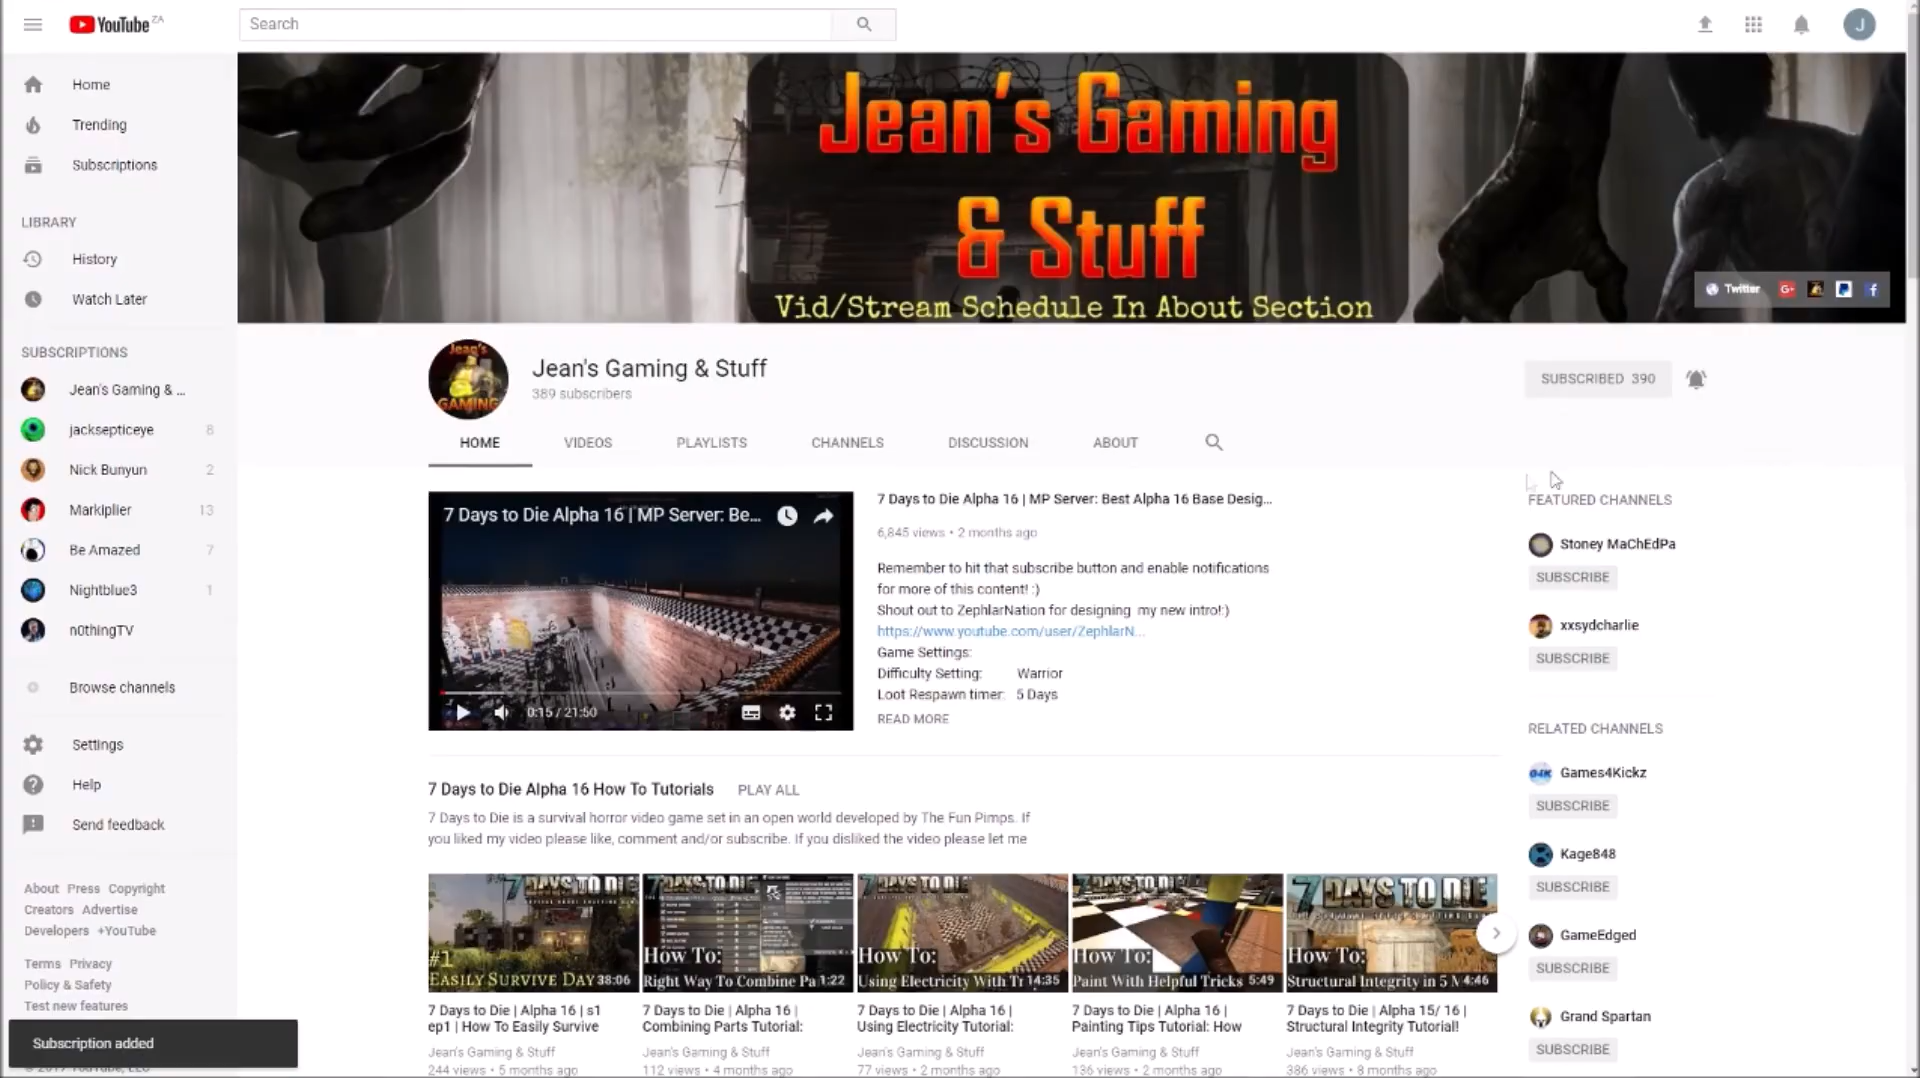 YouTube ZA
Search
J
Home
Trending
Subscriptions
LIBRARY
History
Watch Later
SUBSCRIPTIONS
Jean's Gaming & ...
jacksepticeye 8
Nick Bunyun 2
Markiplier 13
Be Amazed 7
Nightblue3 1
n0thingTV
Browse channels
Settings
Help
Send feedback
About Press Copyright
Creators Advertise
Developers +YouTube
Terms Privacy
Policy & Safety
Test new features
Subscription added
Jean's Gaming
& Stuff
Vid/Stream Schedule In About Section
Twitter
Jean's
GAMING
Jean's Gaming & Stuff
389 subscribers
SUBSCRIBED 390
HOME VIDEOS PLAYLISTS CHANNELS DISCUSSION ABOUT
7 Days to Die Alpha 16 | MP Server: Be...
0:15 / 21:50
7 Days to Die Alpha 16 | MP Server: Best Alpha 16 Base Desig...
6,845 views • 2 months ago
Remember to hit that subscribe button and enable notifications
for more of this content! :)
Shout out to ZephlarNation for designing my new intro!:)
https://www.youtube.com/user/ZephlarN...
Game Settings:
Difficulty Setting: Warrior
Loot Respawn timer: 5 Days
READ MORE
7 Days to Die Alpha 16 How To Tutorials PLAY ALL
7 Days to Die is a survival horror video game set in an open world developed by The Fun Pimps. If
you liked my video please like, comment and/or subscribe. If you disliked the video please let me
7 DAYS TO DIE
#1
EASILY SURVIVE DAY 38:06
7 Days to Die | Alpha 16 | s1
ep1 | How To Easily Survive
Jean's Gaming & Stuff
244 views • 5 months ago
7 DAYS TO DIE
How To:
Right Way To Combine Pa 1:22
7 Days to Die | Alpha 16 |
Combining Parts Tutorial:
Jean's Gaming & Stuff
112 views • 4 months ago
7 DAYS TO DIE
How To:
Using Electricity With Tr 14:35
7 Days to Die | Alpha 16 |
Using Electricity Tutorial:
Jean's Gaming & Stuff
77 views • 2 months ago
7 DAYS TO DIE
How To:
Paint With Helpful Tricks 5:49
7 Days to Die | Alpha 16 |
Painting Tips Tutorial: How
Jean's Gaming & Stuff
136 views • 2 months ago
7 DAYS TO DIE
How To:
Structural Integrity in 5 M 4:46
7 Days to Die | Alpha 15/ 16 |
Structural Integrity Tutorial!
Jean's Gaming & Stuff
386 views • 8 months ago
FEATURED CHANNELS
Stoney MaChEdPa
SUBSCRIBE
xxsydcharlie
SUBSCRIBE
RELATED CHANNELS
G4K
Games4Kickz
SUBSCRIBE
Kage848
SUBSCRIBE
GameEdged
SUBSCRIBE
Grand Spartan
SUBSCRIBE